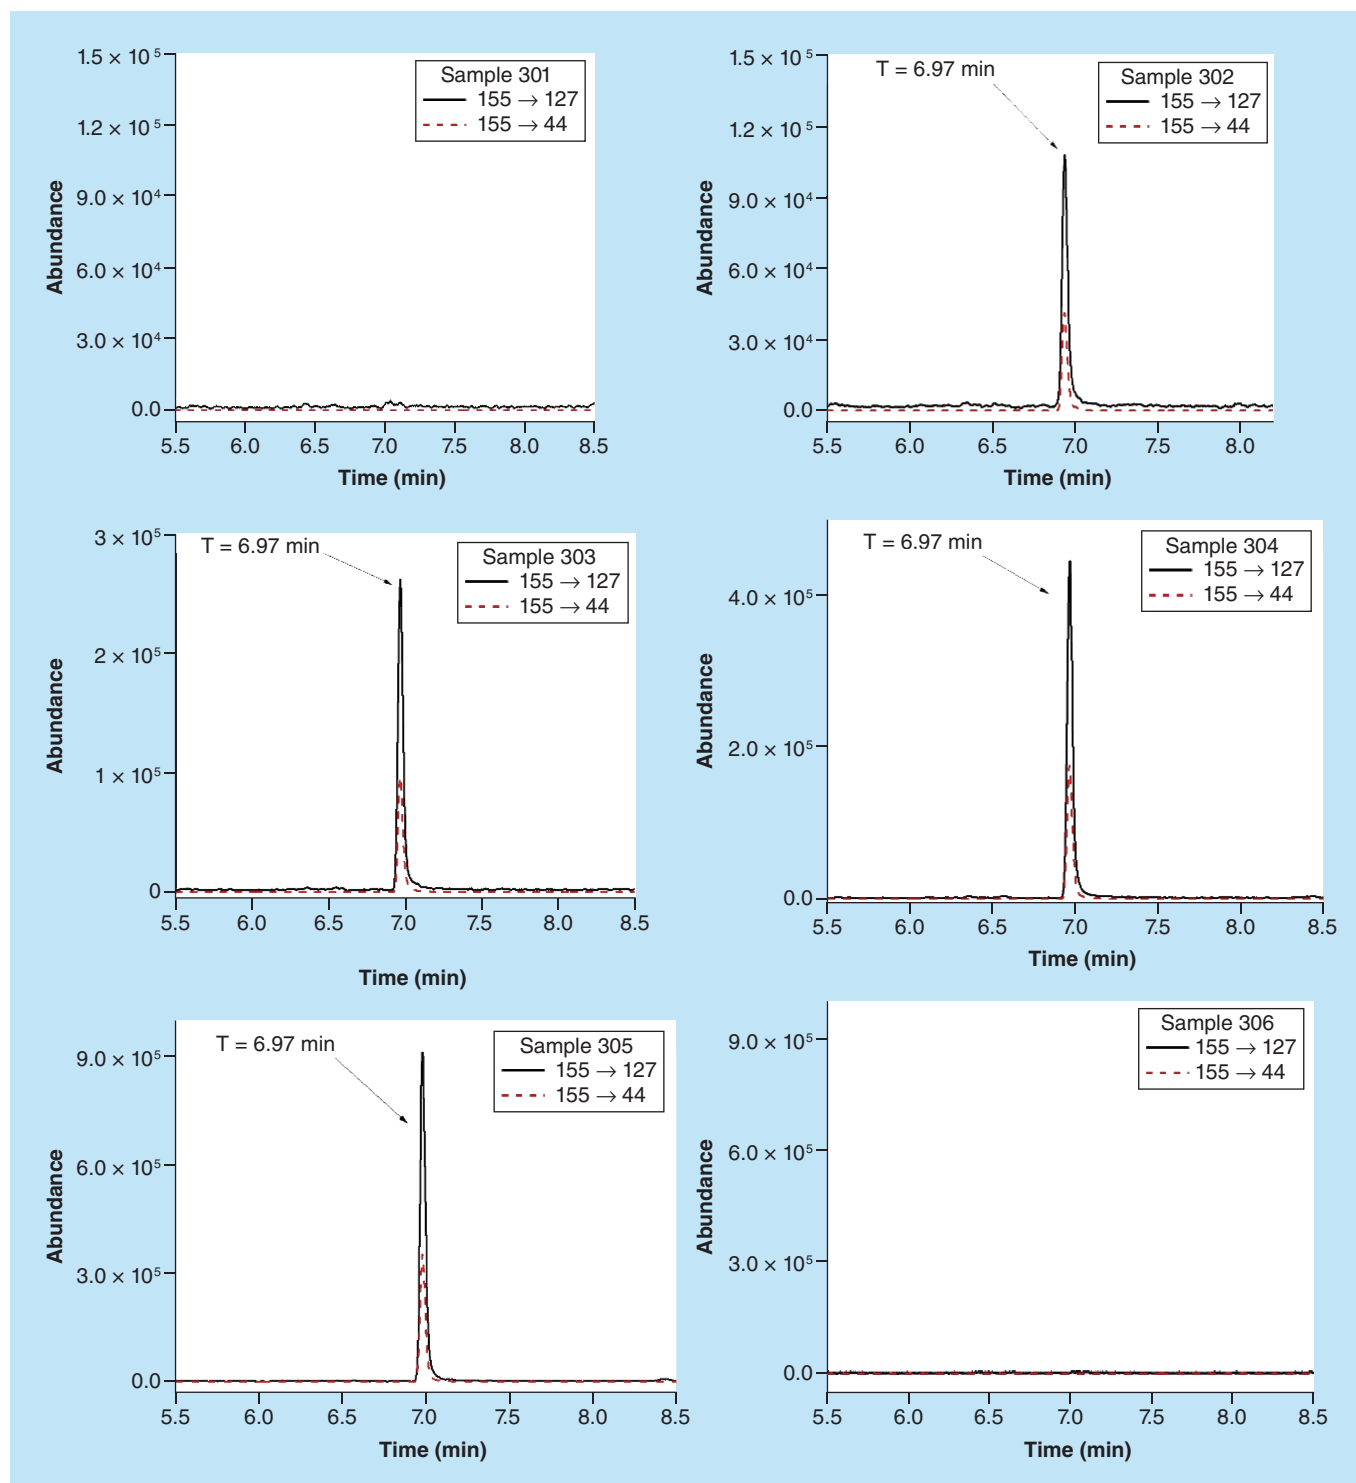 Sample 301
155 → 127
155 → 44
1.5 × 10⁵
1.2 × 10⁵
9.0 × 10⁴
6.0 × 10⁴
3.0 × 10⁴
0.0
Abundance
5.5 6.0 6.5 7.0 7.5 8.0 8.5
Time (min)
T = 6.97 min
Sample 302
155 → 127
155 → 44
1.5 × 10⁵
1.2 × 10⁵
9.0 × 10⁴
6.0 × 10⁴
3.0 × 10⁴
0.0
Abundance
5.5 6.0 6.5 7.0 7.5 8.0
Time (min)
T = 6.97 min
Sample 303
155 → 127
155 → 44
3 × 10⁵
2 × 10⁵
1 × 10⁵
0
Abundance
5.5 6.0 6.5 7.0 7.5 8.0 8.5
Time (min)
T = 6.97 min
Sample 304
155 → 127
155 → 44
4.0 × 10⁵
2.0 × 10⁵
0.0
Abundance
5.5 6.0 6.5 7.0 7.5 8.0 8.5
Time (min)
T = 6.97 min
Sample 305
155 → 127
155 → 44
9.0 × 10⁵
6.0 × 10⁵
3.0 × 10⁵
0.0
Abundance
5.5 6.0 6.5 7.0 7.5 8.0 8.5
Time (min)
Sample 306
155 → 127
155 → 44
9.0 × 10⁵
6.0 × 10⁵
3.0 × 10⁵
0.0
Abundance
5.5 6.0 6.5 7.0 7.5 8.0 8.5
Time (min)